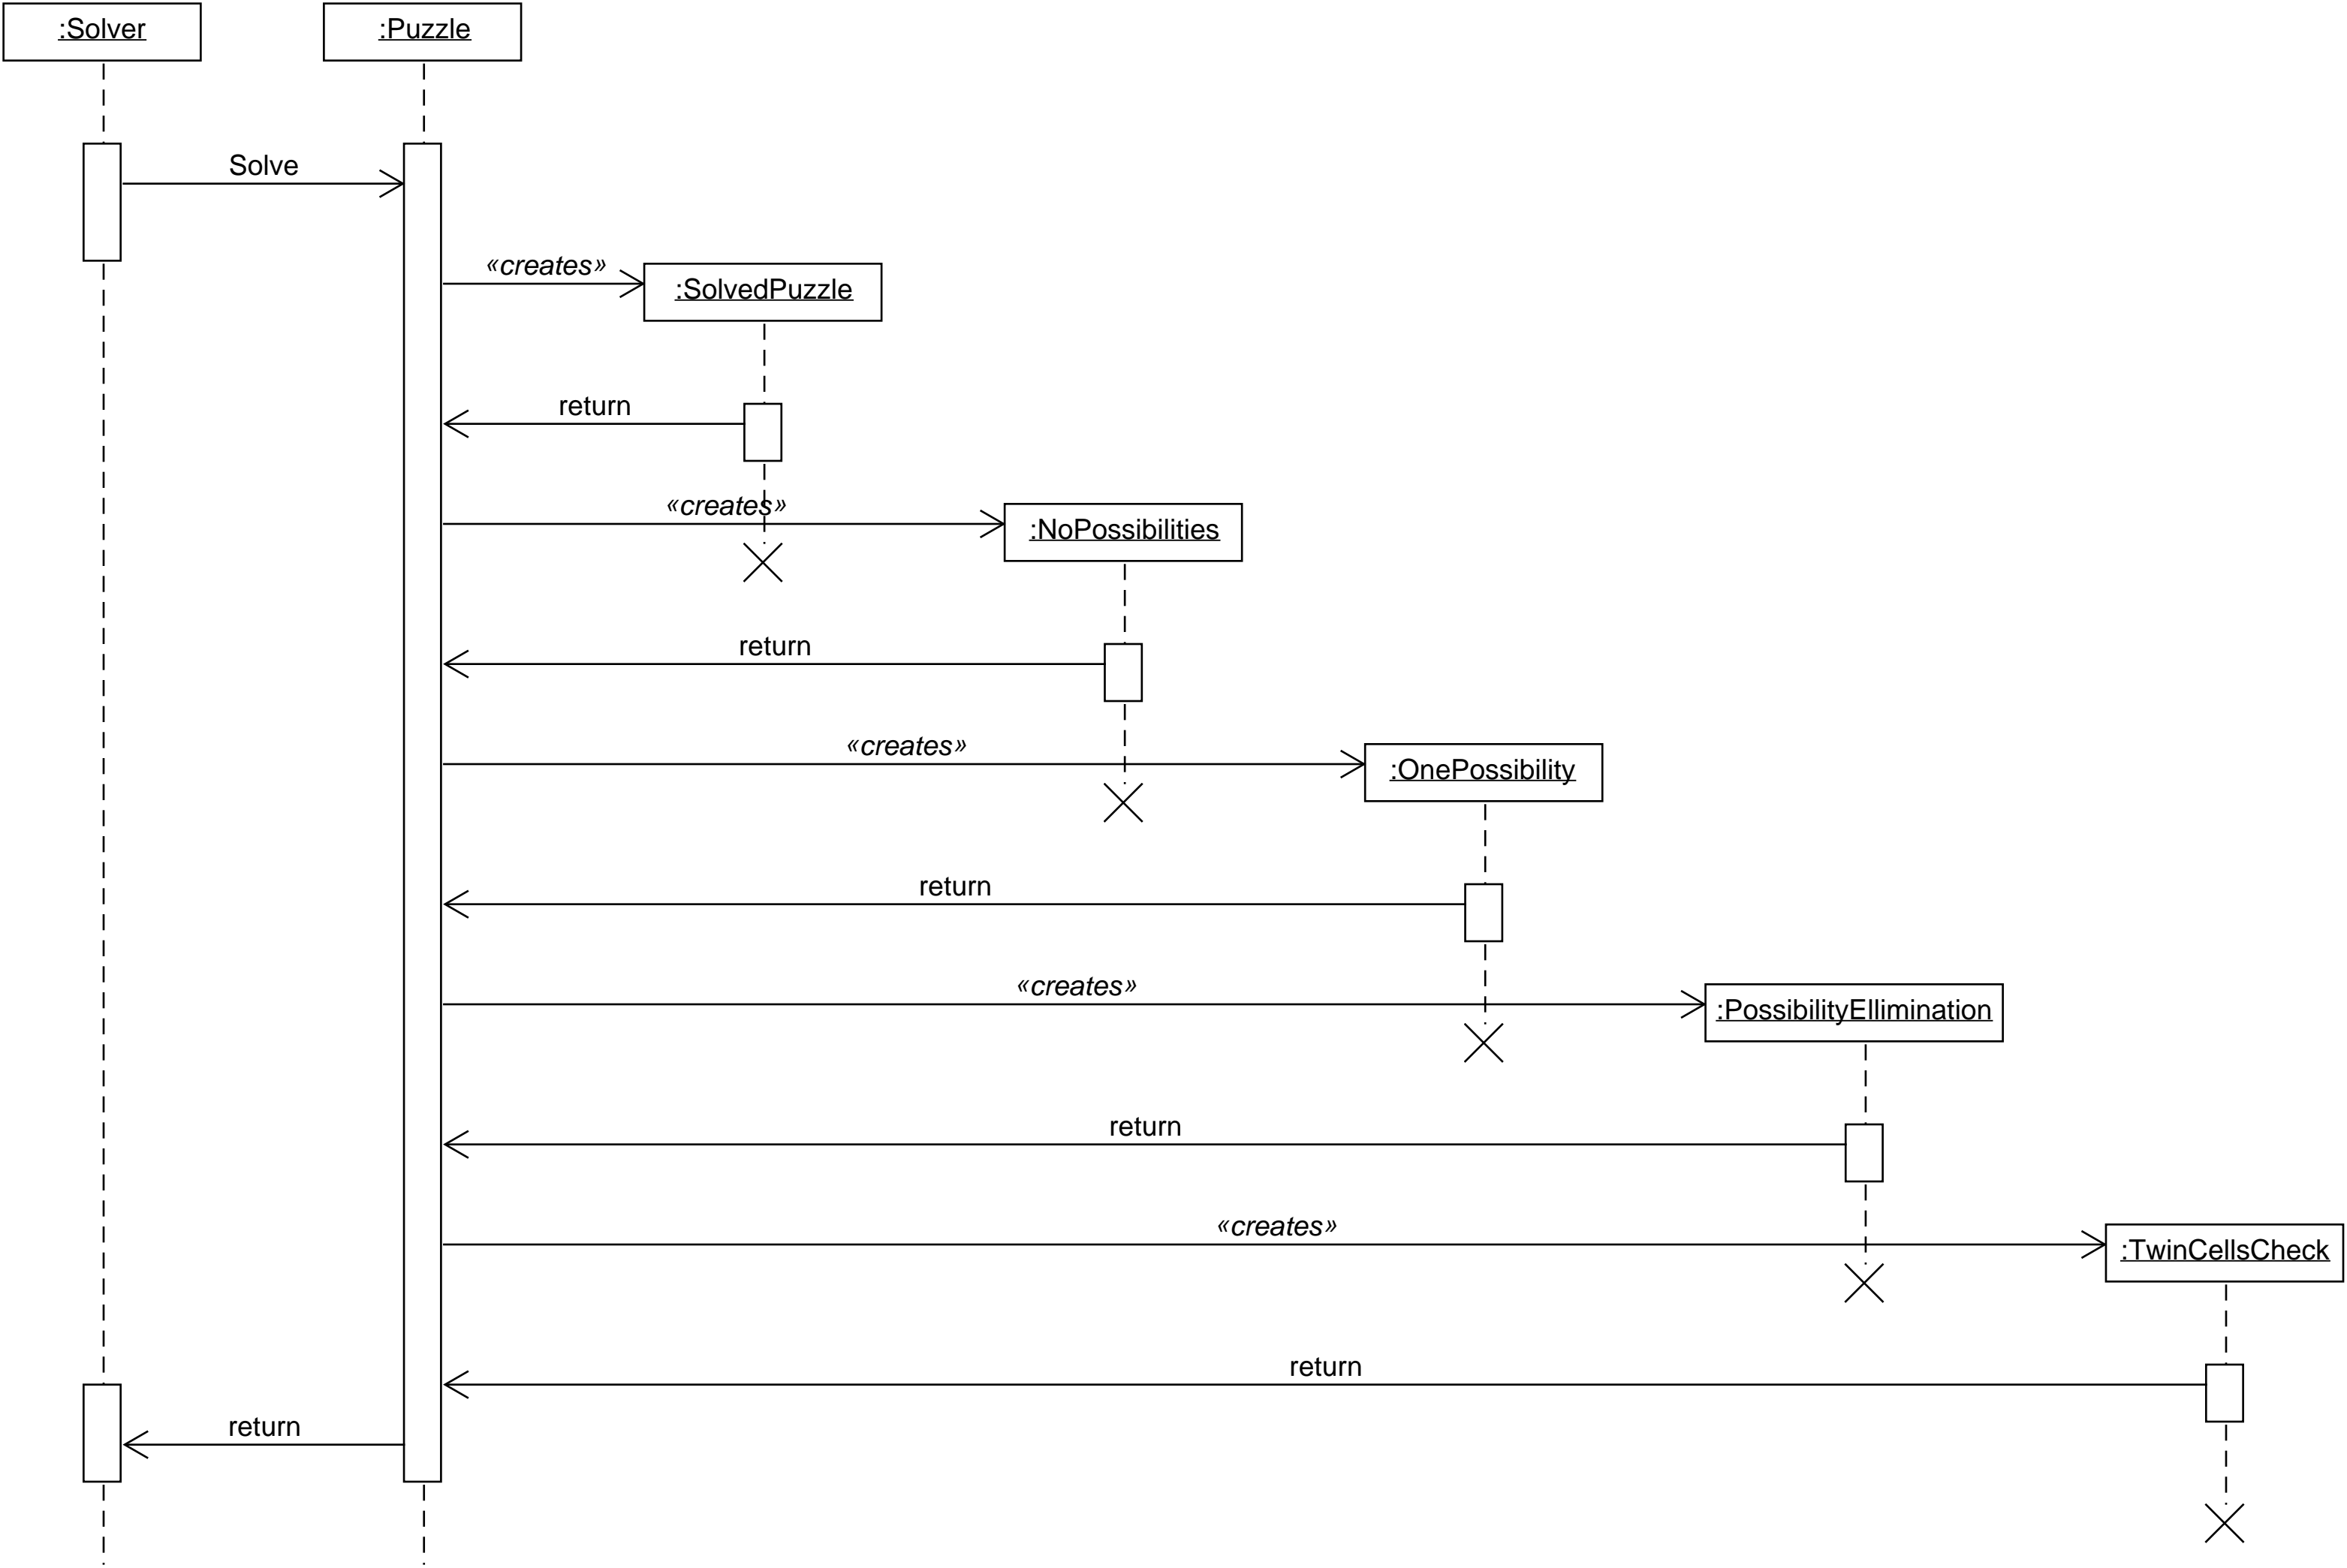 :Solver
:Puzzle
Solve
«creates»
:SolvedPuzzle
return
«creates»
:NoPossibilities
return
«creates»
:OnePossibility
return
«creates»
:PossibilityEllimination
return
«creates»
:TwinCellsCheck
return
return